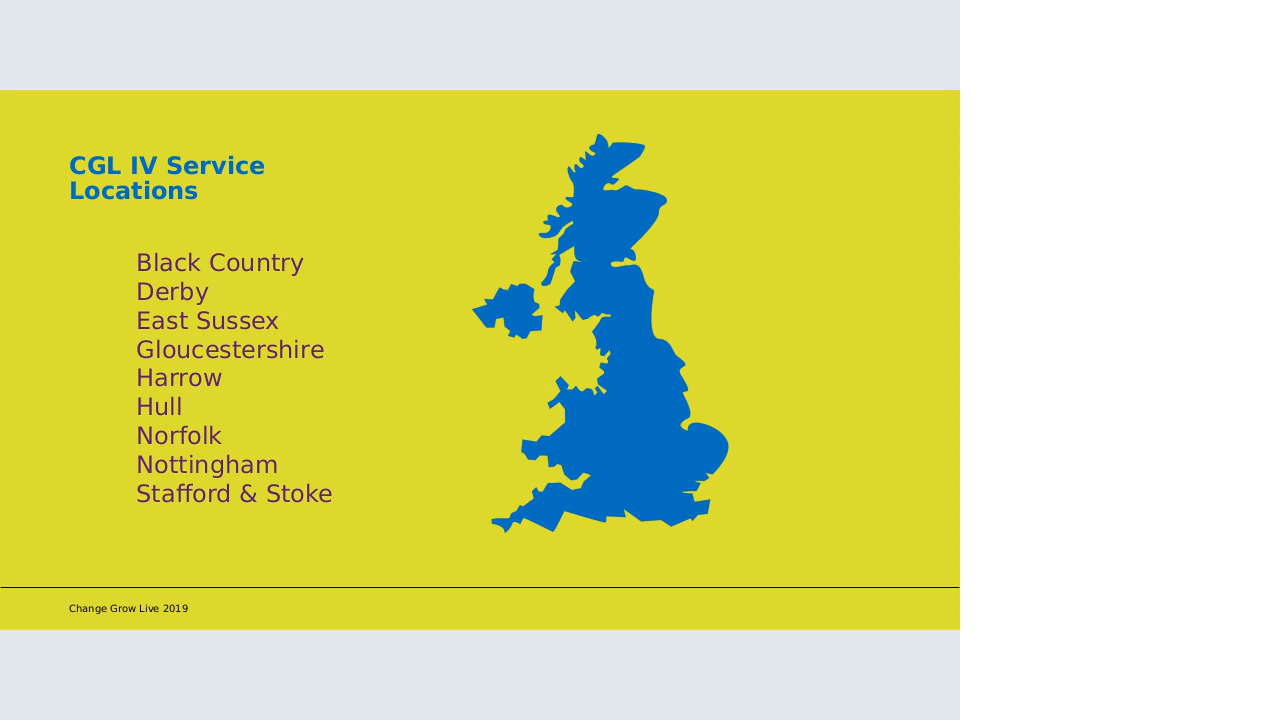 CGL IV Service
Locations
Black Country
Derby
East Sussex
Gloucestershire
Harrow
Hull
Norfolk
Nottingham
Stafford & Stoke
Change Grow Live 2019